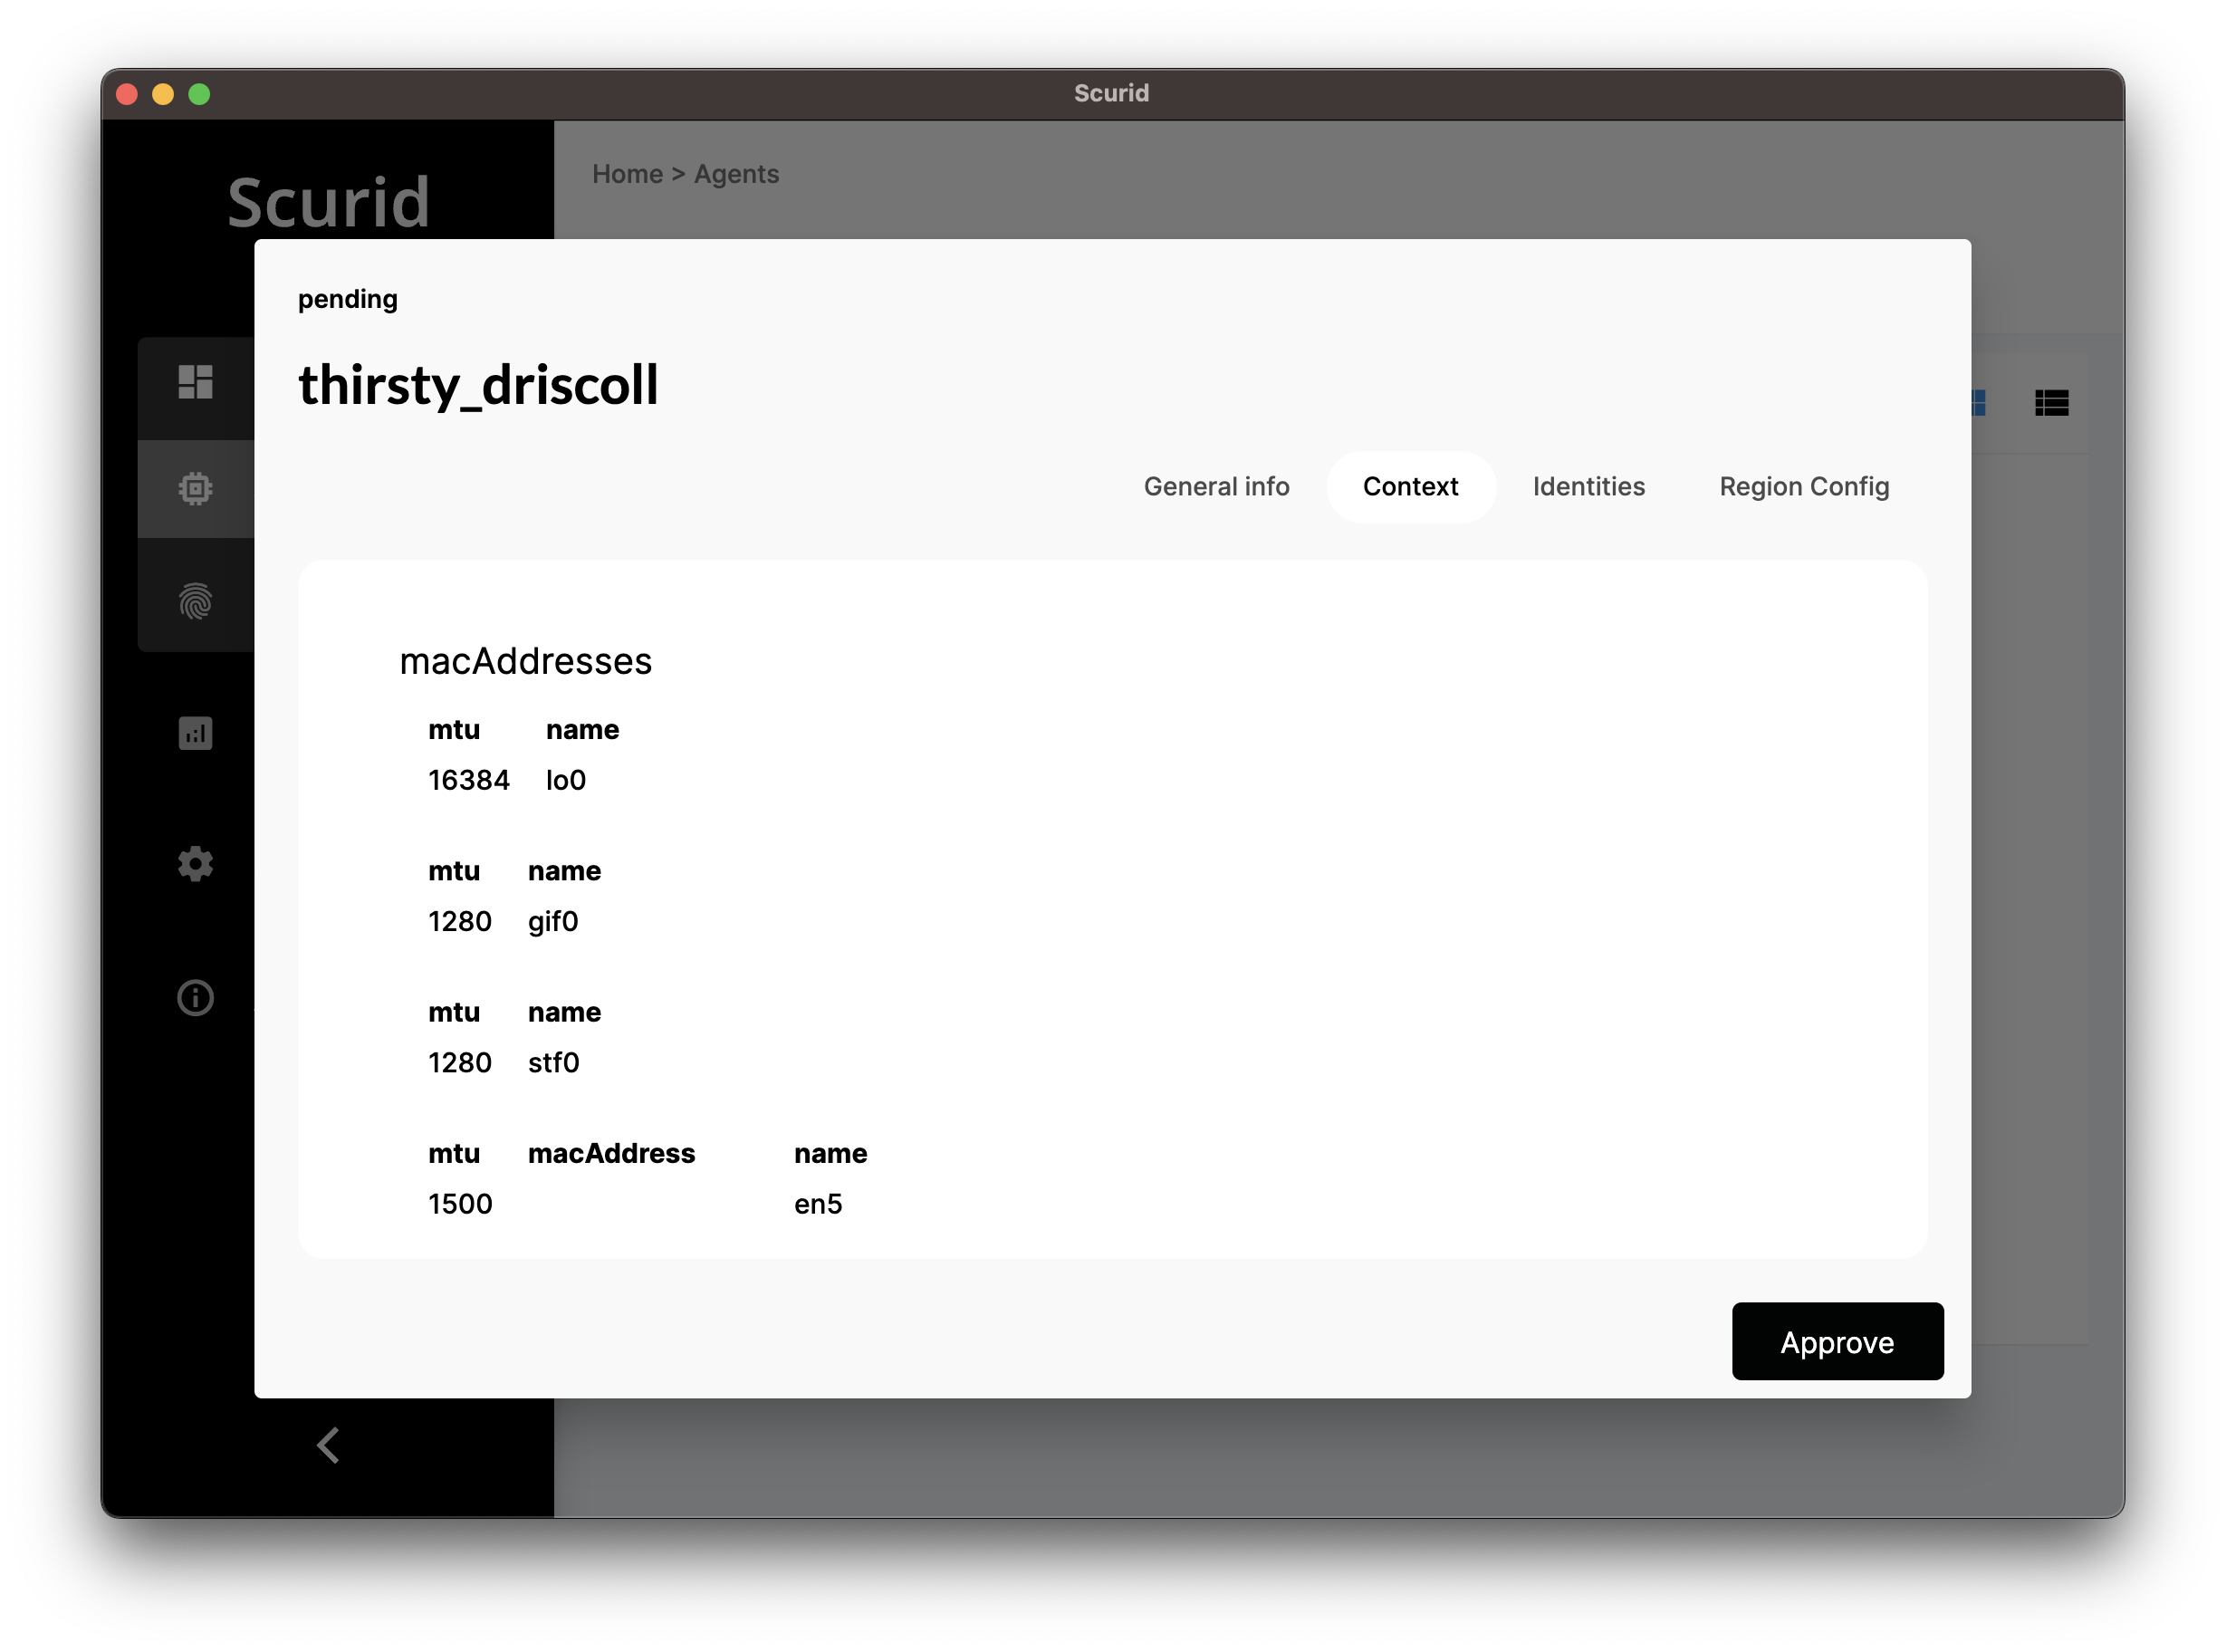 Scurid
Scurid
Home > Agents
pending
thirsty_driscoll
General info Context Identities Region Config
macAddresses
mtu name
16384 lo0
mtu name
1280 gif0
mtu name
1280 stf0
mtu macAddress name
1500 en5
Approve